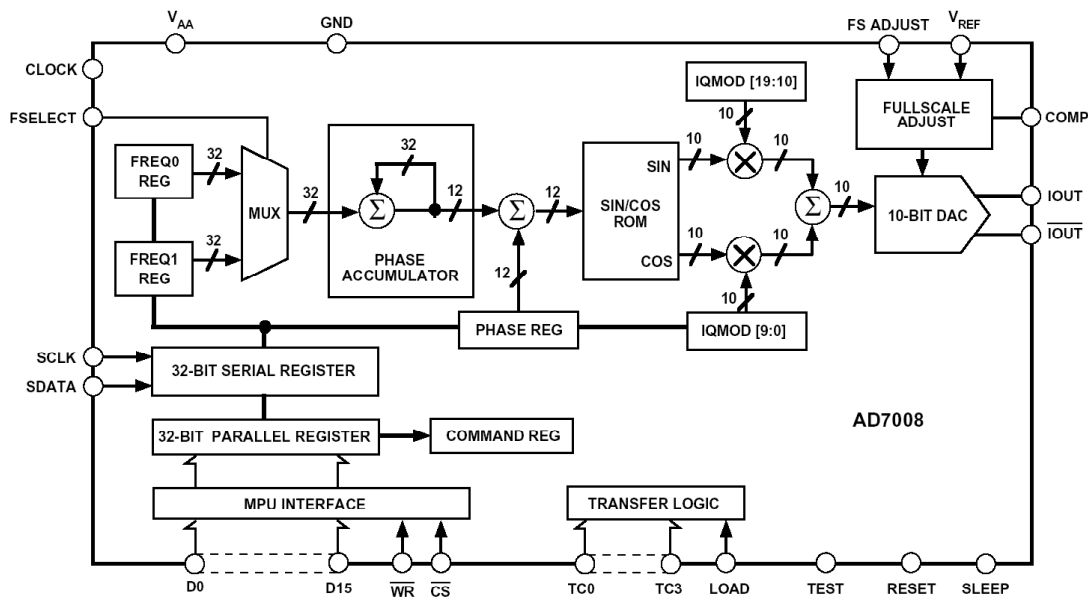 VAA
GND
FS ADJUST
VREF
CLOCK
FSELECT
IQMOD [19:10]
FULLSCALE
ADJUST
COMP
10
FREQ0
REG
32
32
32
MUX
FREQ1
REG
32
Σ
12
PHASE
ACCUMULATOR
Σ
12
12
SIN
SIN/COS
ROM
COS
10
10
10
10
10
Σ
10
10-BIT DAC
IOUT
IOUT
PHASE REG
IQMOD [9:0]
SCLK
SDATA
32-BIT SERIAL REGISTER
32-BIT PARALLEL REGISTER
COMMAND REG
AD7008
MPU INTERFACE
TRANSFER LOGIC
D0
D15
WR
CS
TC0
TC3
LOAD
TEST
RESET
SLEEP